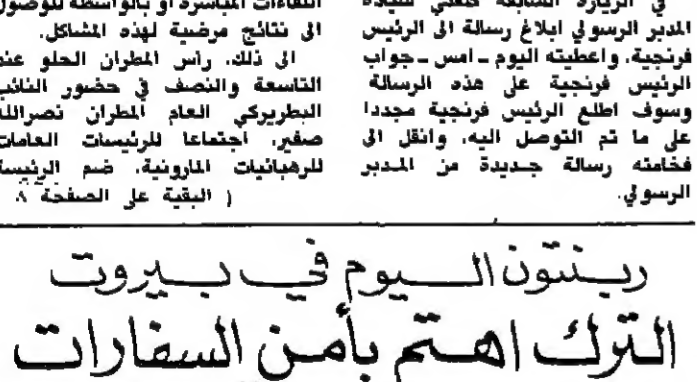 في الزيارة السابقة كلفني سيادة
المدبر الرسولي ابلاغ رسالة الى الرئيس
فرنجية، واعطيته اليوم ـ امس ـ جواب
الرئيس فرنجية على هذه الرسالة
وسوف اطلع الرئيس فرنجية مجددا
على ما تم التوصل اليه، وانقل الى
فخامته رسالة جديدة من المدبر
الرسولي.
اللقاءات المباشرة او بالواسطة للوصول
الى نتائج مرضية لهذه المشاكل.
الى ذلك، رأس المطران الحلو عند
التاسعة والنصف في حضور النائب
البطريركي العام المطران نصرالله
صفير، اجتماعا للرئيسات العامات
للرهبانيات المارونية، ضم الرئيسة
( البقية على الصفحة ٨
رينتون اليوم في بيروت
الترك اهتم بأمن السفارات